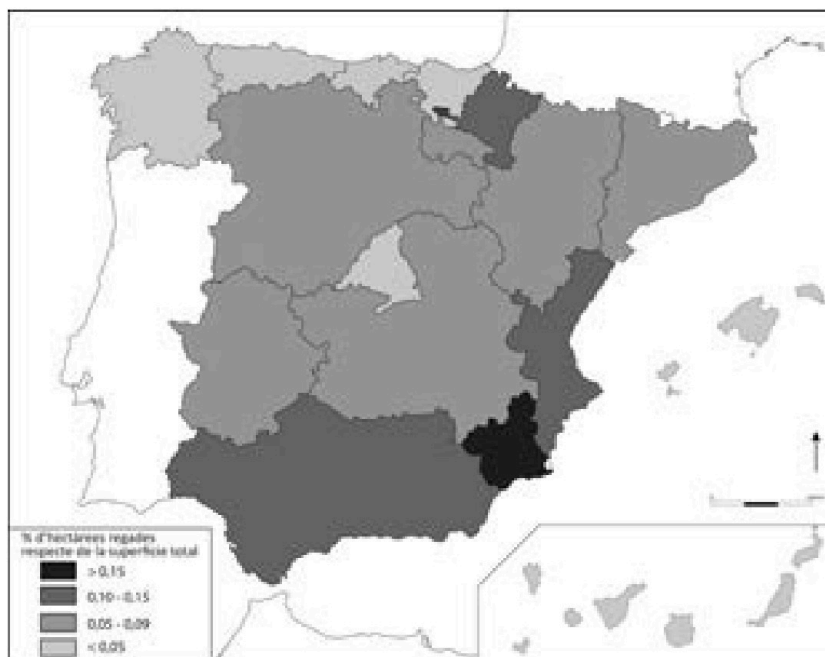 % d'hectàrees regades
respecte de la superfície total
> 0,15
0,10 - 0,15
0,05 - 0,09
< 0,05